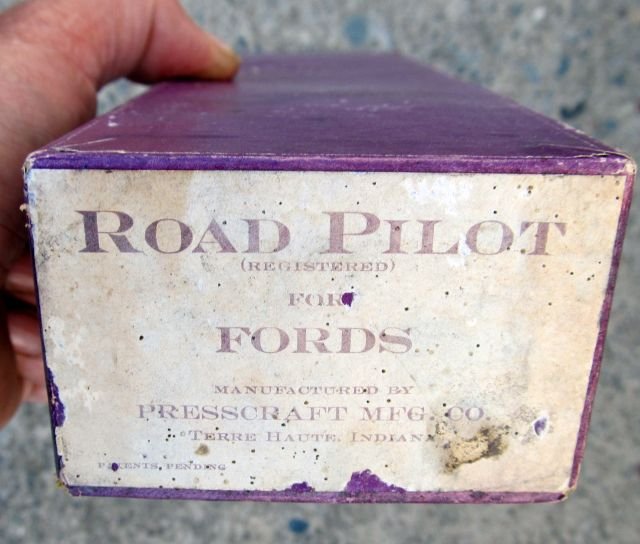 ROAD PILOT
(REGISTERED)
FOR
FORDS
MANUFACTURED BY
PRESSCRAFT MFG. CO.
TERRE HAUTE, INDIANA
PATENTS PENDING